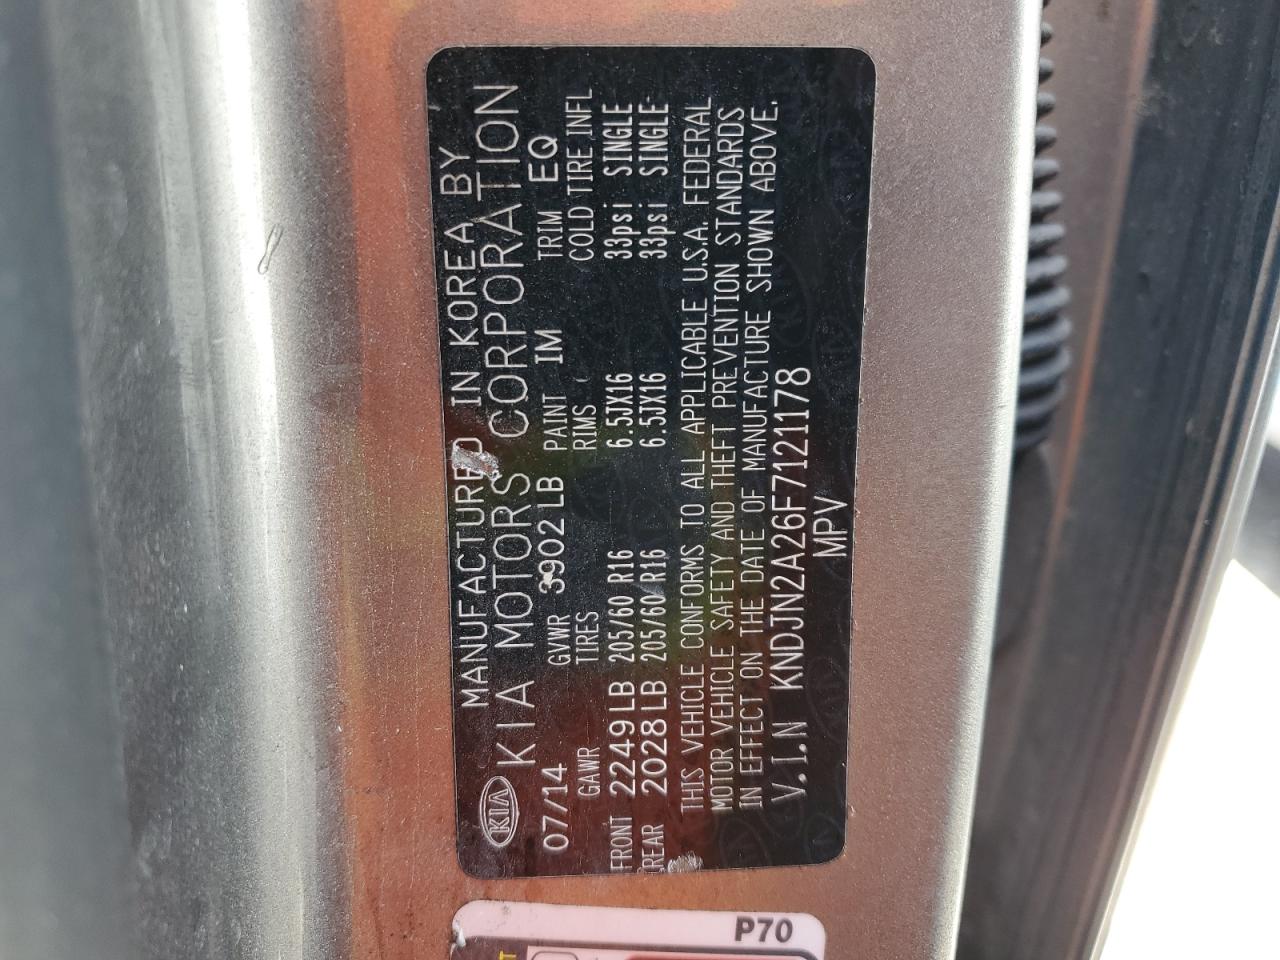 MANUFACTURED IN KOREA BY
KIA KIA MOTORS CORPORATION
07/14 GVWR 3902 LB PAINT IM TRIM EQ
GAWR TIRES RIMS COLD TIRE INFL
FRONT 2249 LB 205/60 R16 6.5JX16 33psi SINGLE
REAR 2028 LB 205/60 R16 6.5JX16 33psi SINGLE
THIS VEHICLE CONFORMS TO ALL APPLICABLE U.S.A. FEDERAL
MOTOR VEHICLE SAFETY AND THEFT PREVENTION STANDARDS
IN EFFECT ON THE DATE OF MANUFACTURE SHOWN ABOVE.
V.I.N KNDJN2A26F7121178
MPV
P70